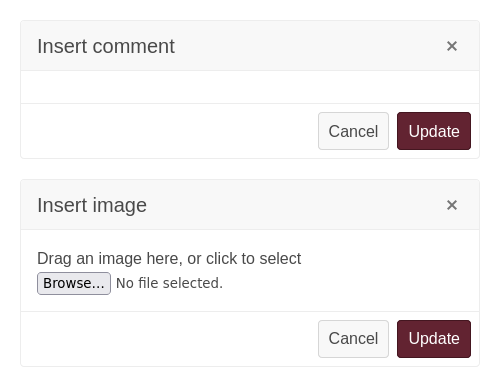 Insert comment ×
Cancel Update
Insert image ×
Drag an image here, or click to select
Browse... No file selected.
Cancel Update